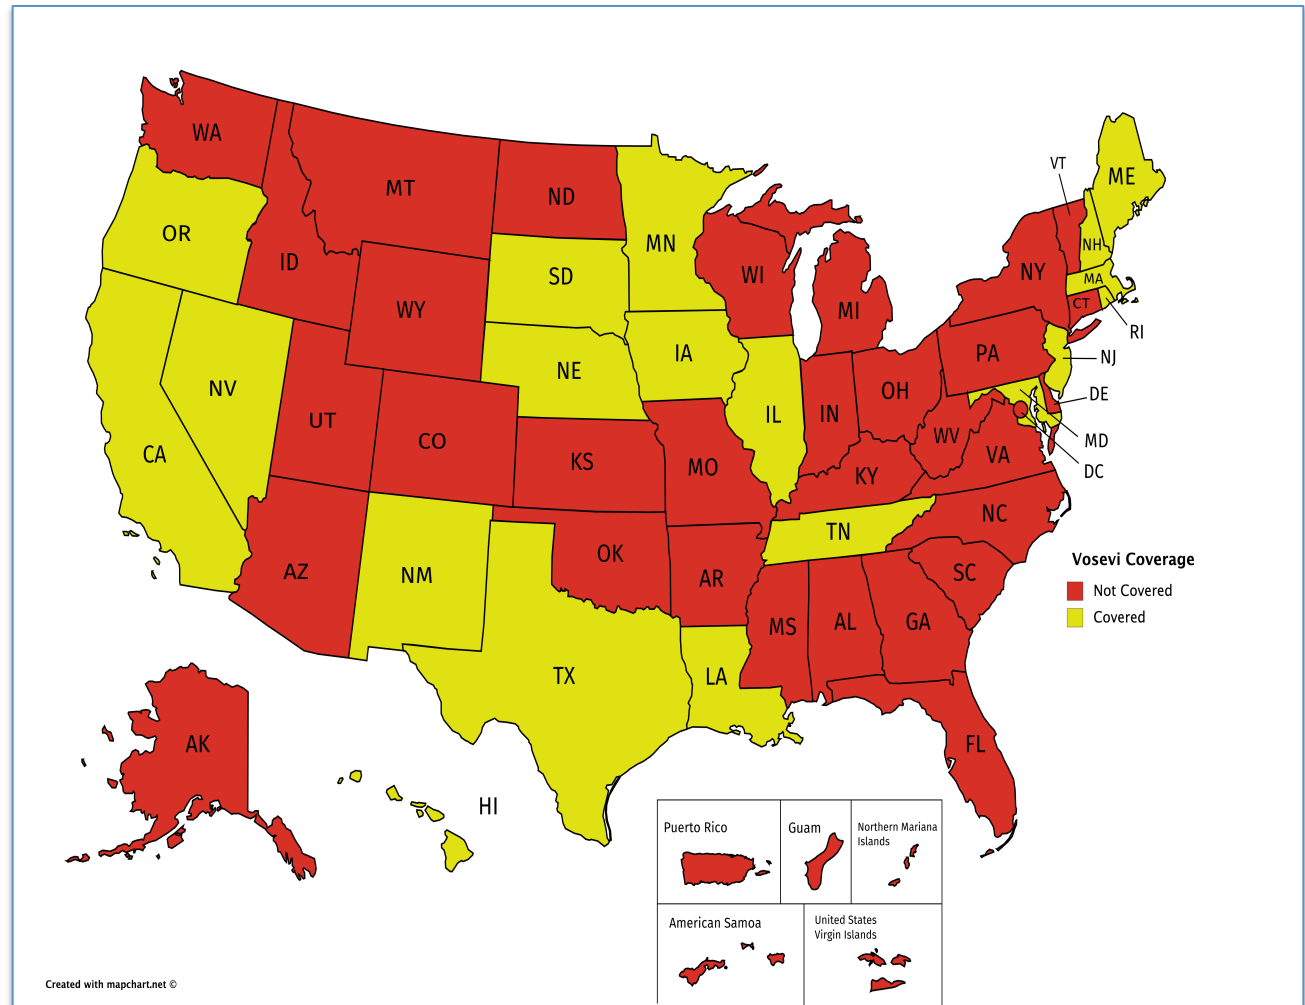 WA
MT
ND
MN
VT
ME
OR
ID
SD
WI
NH
NY
MA
WY
MI
CT
RI
IA
NE
PA
NJ
NV
UT
CO
IL
IN
OH
DE
CA
KS
MO
WV
VA
MD
KY
DC
NC
TN
AZ
NM
OK
AR
SC
Vosevi Coverage
Not Covered
Covered
MS
AL
GA
TX
LA
AK
FL
HI
Puerto Rico
Guam
Northern Mariana
Islands
American Samoa
United States
Virgin Islands
Created with mapchart.net ©